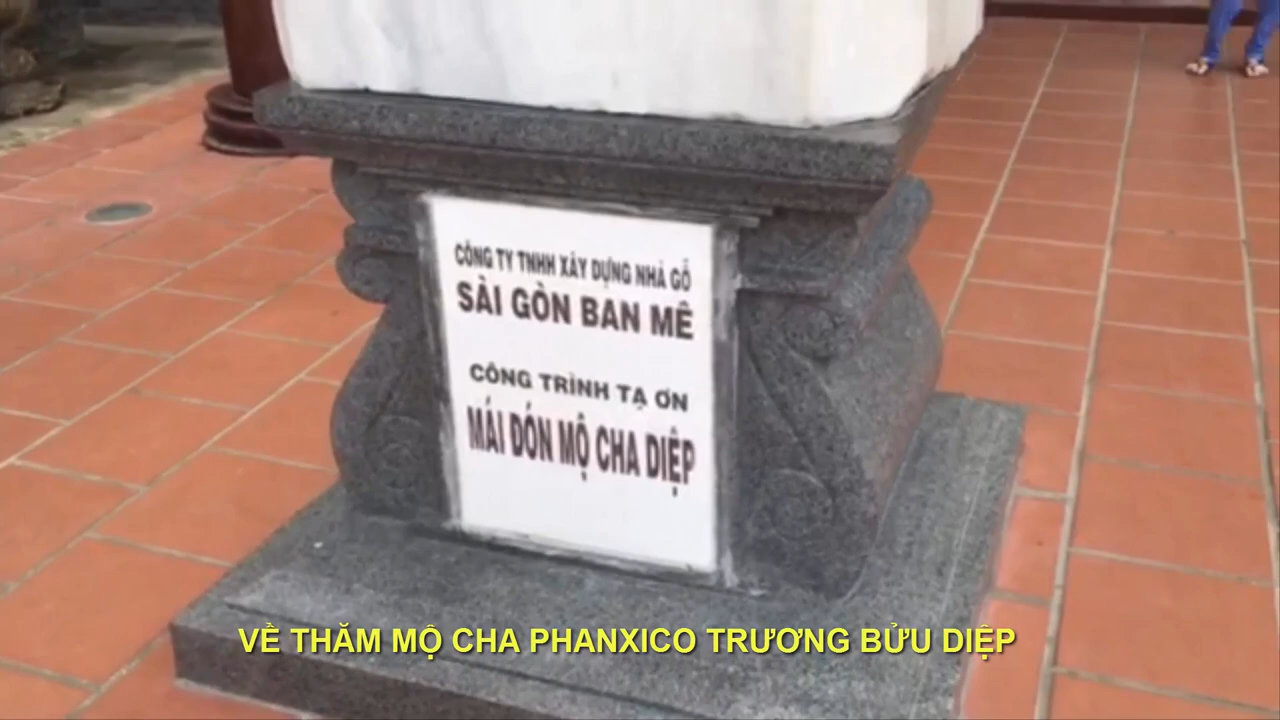 CÔNG TY TNHH XÂY DỰNG NHÀ GỖ
SÀI GÒN BAN MÊ
CÔNG TRÌNH TẠ ƠN
MÁI ĐÓN MỘ CHA DIỆP
VỀ THĂM MỘ CHA PHANXICO TRƯƠNG BỬU DIỆP